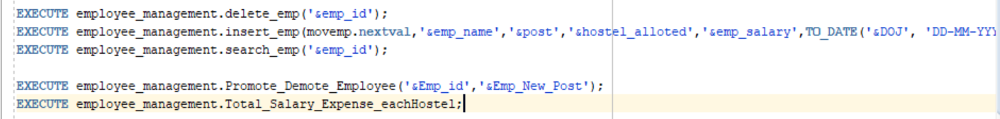 EXECUTE employee_management.delete_emp('&emp_id');
EXECUTE employee_management.insert_emp(movemp.nextval,'&emp_name','&post','&hostel_alloted','&emp_salary',TO_DATE('&DOJ', 'DD-MM-YYY
EXECUTE employee_management.search_emp('&emp_id');
EXECUTE employee_management.Promote_Demote_Employee('&Emp_id','&Emp_New_Post');
EXECUTE employee_management.Total_Salary_Expense_eachHostel;